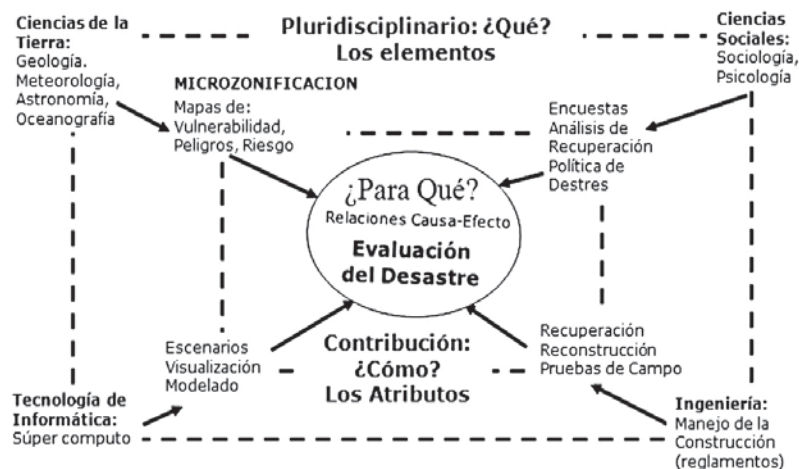 Ciencias de la
Tierra:
Geología.
Meteorología,
Astronomía,
Oceanografía
Pluridisciplinario: ¿Qué?
Los elementos
Ciencias
Sociales:
Sociología,
Psicología
MICROZONIFICACION
Mapas de:
Vulnerabilidad,
Peligros, Riesgo
Encuestas
Análisis de
Recuperación
Política de
Destres
¿Para Qué?
Relaciones Causa-Efecto
Evaluación
del Desastre
Escenarios
Visualización
Modelado
Contribución:
¿Cómo?
Los Atributos
Recuperación
Reconstrucción
Pruebas de Campo
Tecnología de
Informática:
Súper computo
Ingeniería:
Manejo de la
Construcción
(reglamentos)